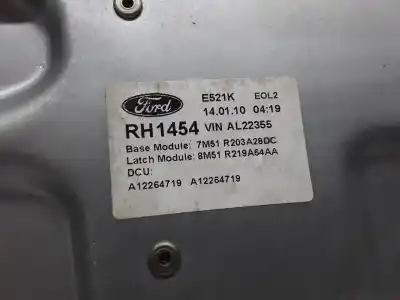 Ford
E521K EOL2
14.01.10 04:19
RH1454 VIN AL22355
Base Module: 7M51 R203A28DC
Latch Module: 8M51 R219A64AA
DCU:
A12264719 A12264719